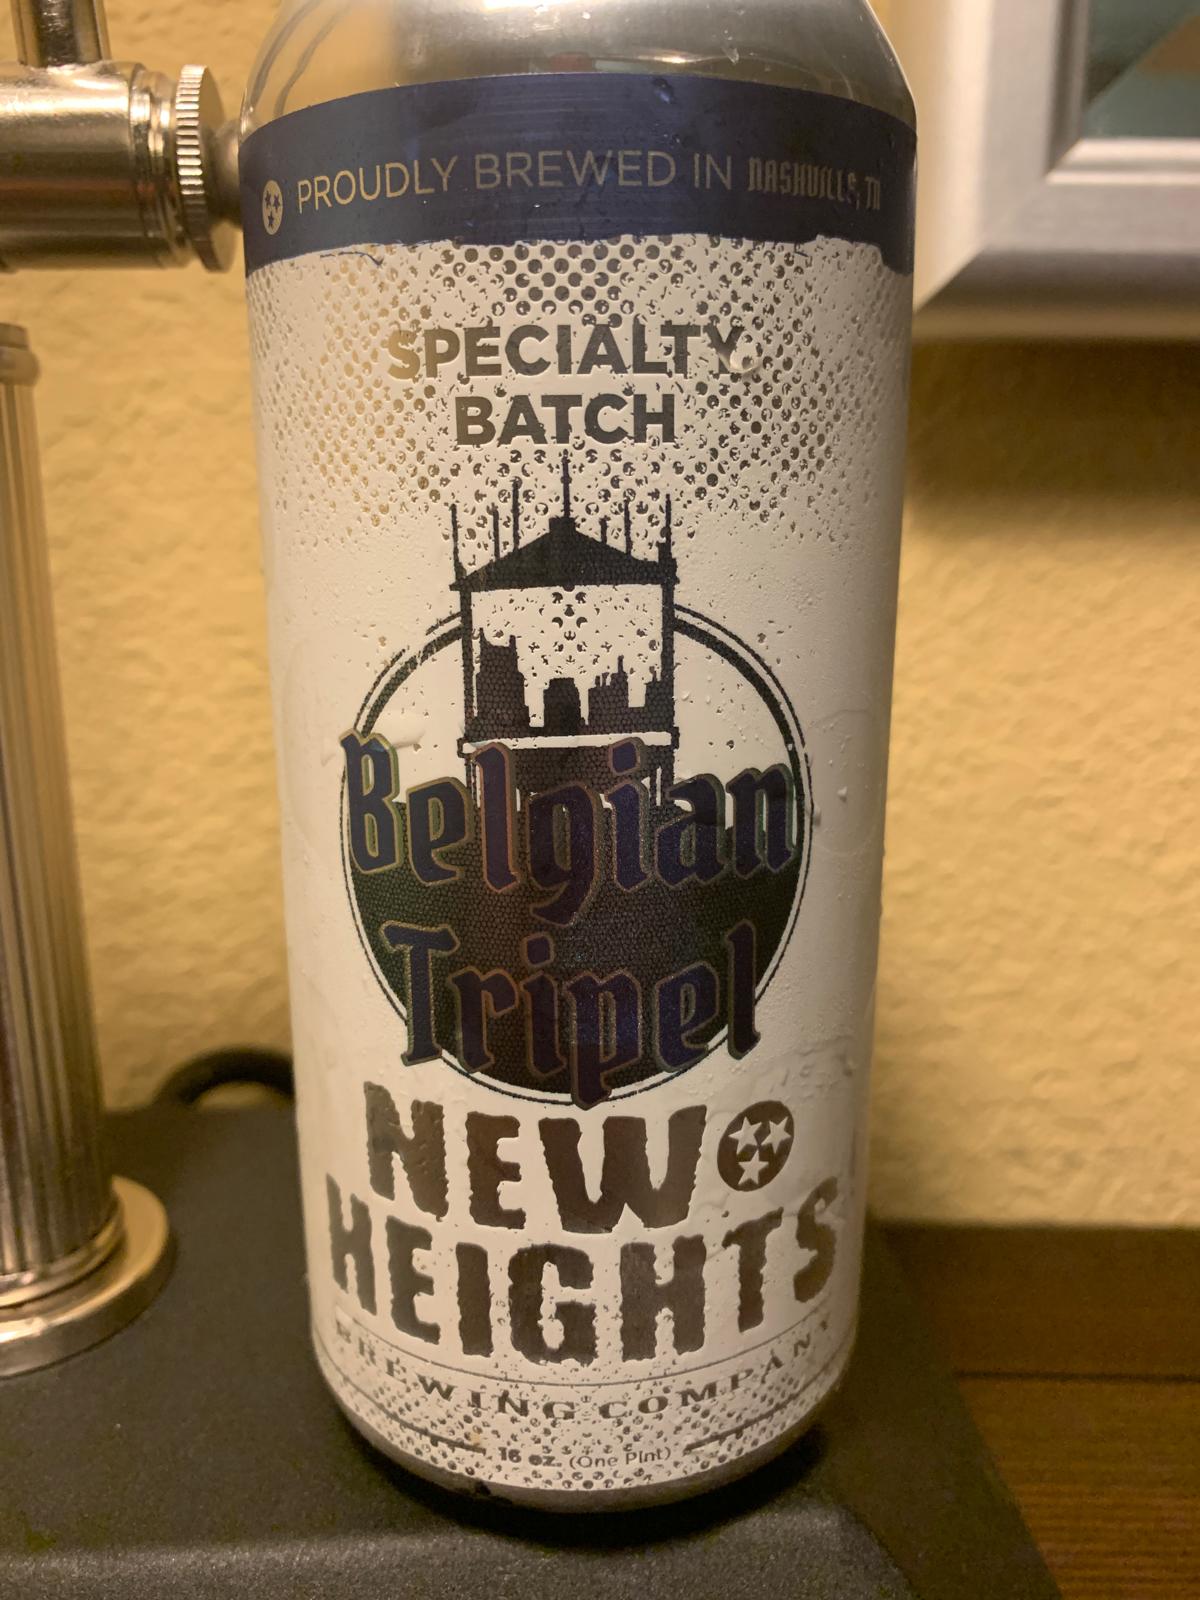 PROUDLY BREWED IN NASHVILLE, TN
SPECIALTY
BATCH
Belgian
Tripel
NEW
HEIGHTS
BREWING COMPANY
16 oz. (One Pint)